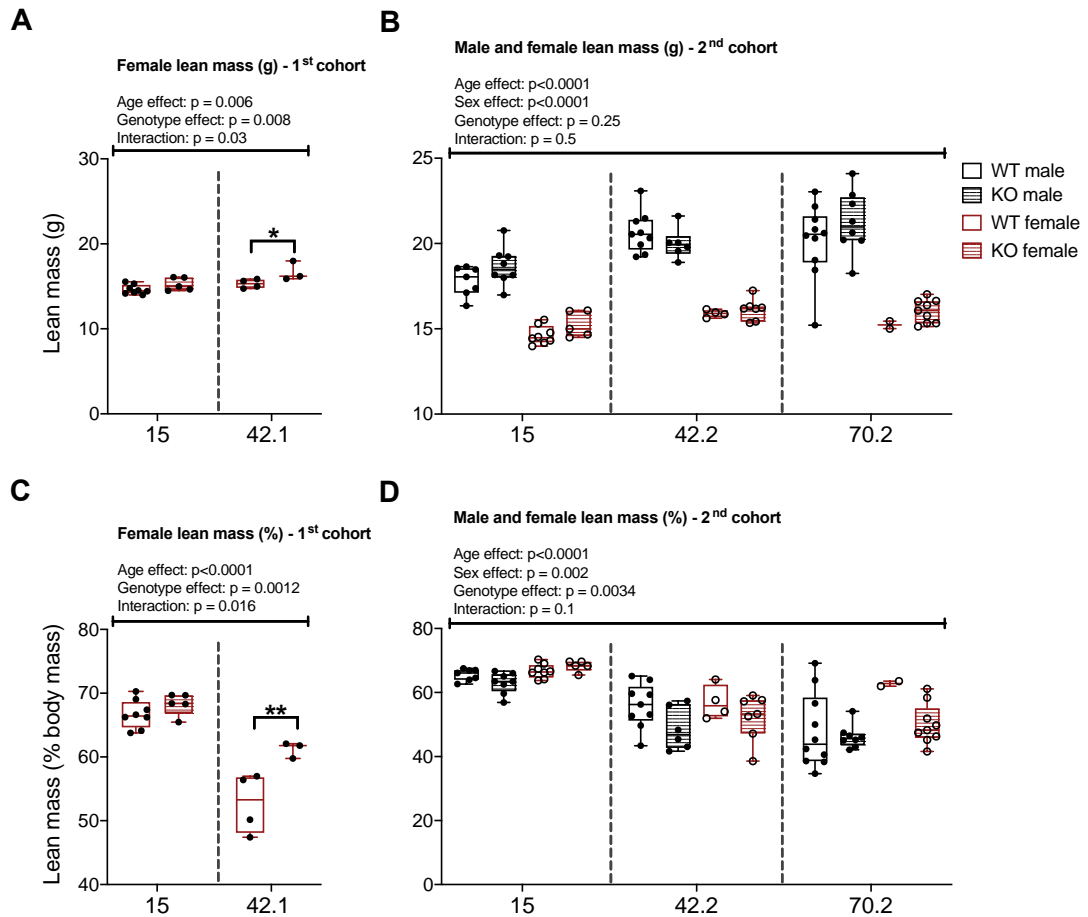 A
Female lean mass (g) - 1st cohort
Age effect: p = 0.006
Genotype effect: p = 0.008
Interaction: p = 0.03
30
20
10
0
Lean mass (g)
*
15
42.1
B
Male and female lean mass (g) - 2nd cohort
Age effect: p<0.0001
Sex effect: p<0.0001
Genotype effect: p = 0.25
Interaction: p = 0.5
25
20
15
10
15
42.2
70.2
WT male
KO male
WT female
KO female
C
Female lean mass (%) - 1st cohort
Age effect: p<0.0001
Genotype effect: p = 0.0012
Interaction: p = 0.016
80
70
60
50
40
Lean mass (% body mass)
**
15
42.1
D
Male and female lean mass (%) - 2nd cohort
Age effect: p<0.0001
Sex effect: p = 0.002
Genotype effect: p = 0.0034
Interaction: p = 0.1
80
60
40
20
0
15
42.2
70.2